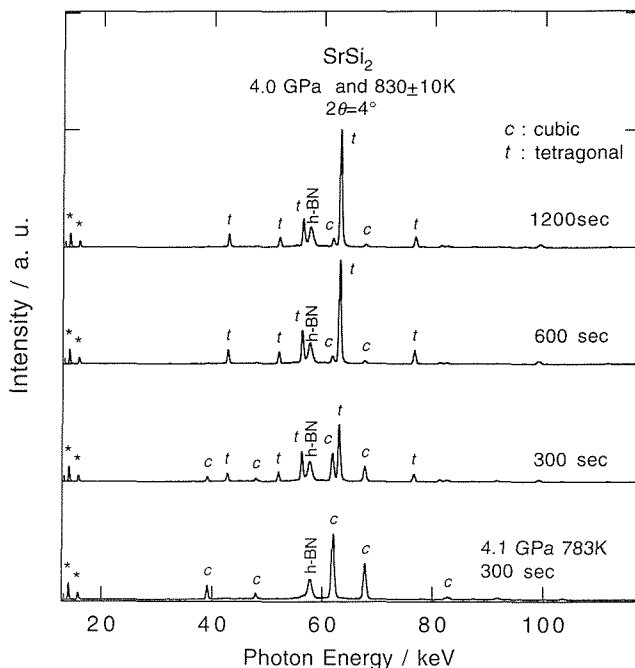 SrSi₂
4.0 GPa and 830±10K
2θ=4°
c : cubic
t : tetragonal
t
* * t t t h-BN c c t
1200sec
t
* * t t t h-BN c c t
600 sec
t
* * c t c t t h-BN c c t
300 sec
c
* * c c h-BN c c
4.1 GPa 783K
300 sec
20 40 60 80 100
Photon Energy / keV
Intensity / a. u.